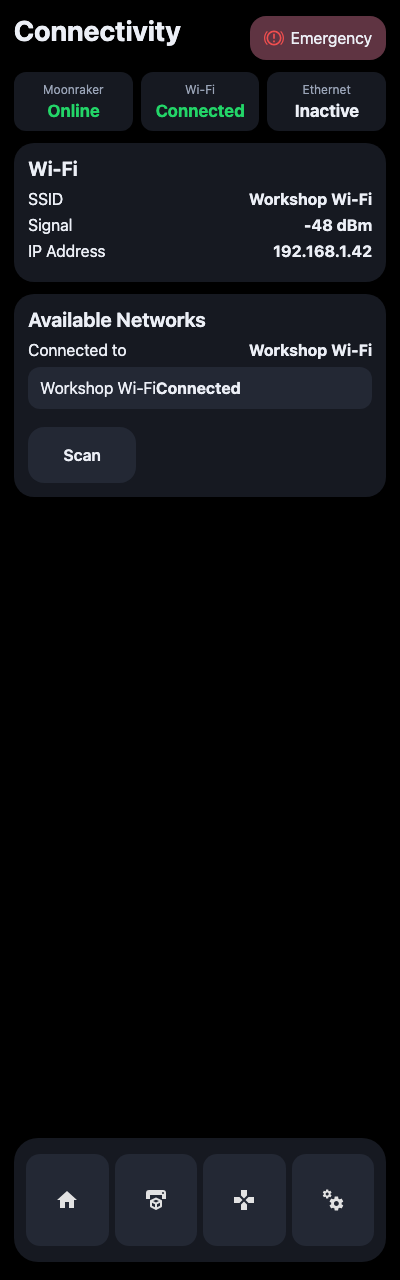 Connectivity
Emergency
Moonraker
Online
Wi-Fi
Connected
Ethernet
Inactive
Wi-Fi
SSID Workshop Wi-Fi
Signal -48 dBm
IP Address 192.168.1.42
Available Networks
Connected to Workshop Wi-Fi
Workshop Wi-FiConnected
Scan